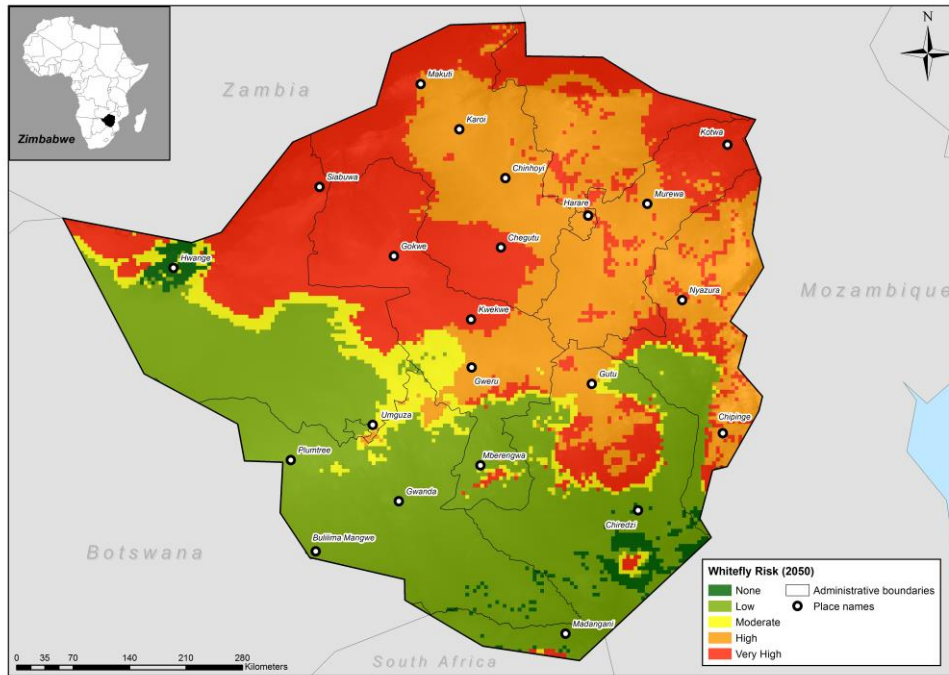 Zimbabwe
N
Zambia
Makuti
Karoi
Kotwa
Chinhoyi
Siabuwa
Murewa
Harare
Chegutu
Gokwe
Hwange
Mozambique
Nyazura
Kwekwe
Gweru
Gutu
Umguza
Chipinge
Plumtree
Mberengwa
Gwanda
Chiredzi
Botswana
Bulilima Mangwe
Whitefly Risk (2050)
None
Low
Moderate
High
Very High
Administrative boundaries
Place names
Madangani
South Africa
0 35 70 140 210 280
Kilometers